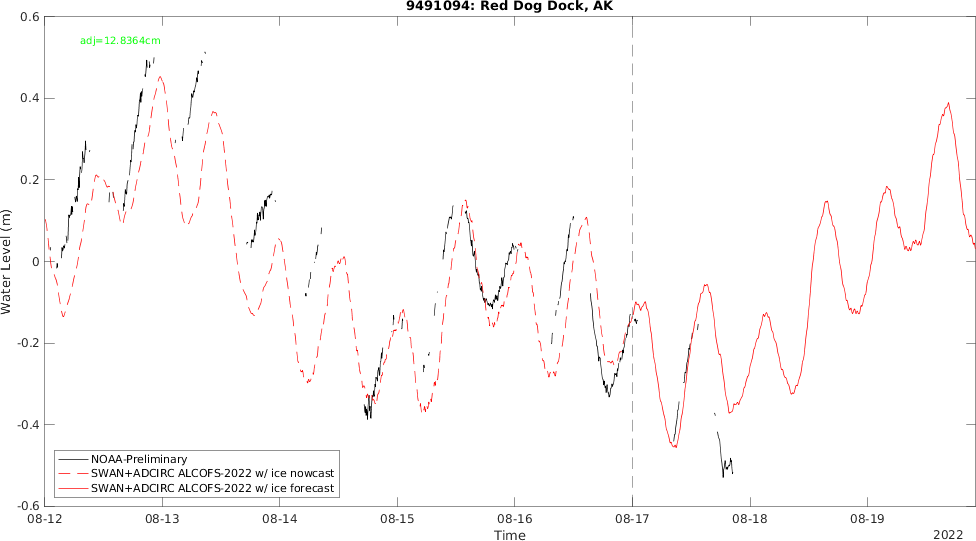 9491094: Red Dog Dock, AK
adj=12.8364cm
Water Level (m)
0.6
0.4
0.2
0
-0.2
-0.4
-0.6
NOAA-Preliminary
SWAN+ADCIRC ALCOFS-2022 w/ ice nowcast
SWAN+ADCIRC ALCOFS-2022 w/ ice forecast
08-12 08-13 08-14 08-15 08-16 08-17 08-18 08-19
Time
2022